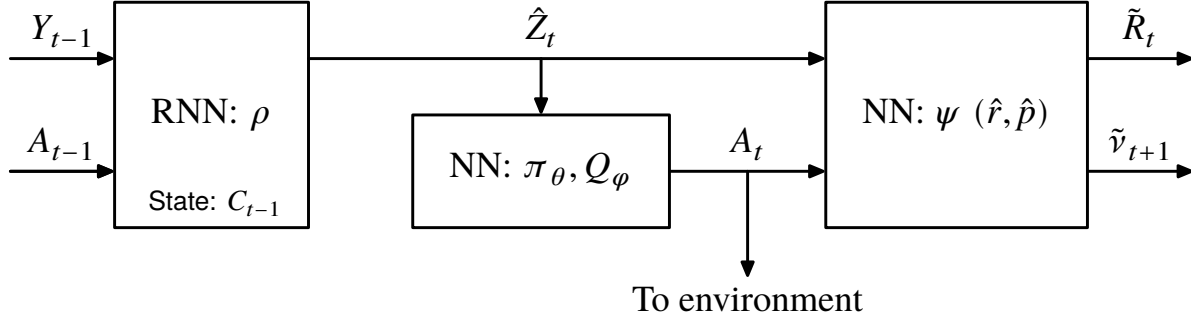 Y_{t−1}
Ẑ_t
R̃_t
RNN: ρ
NN: ψ (r̂, p̂)
A_{t−1}
NN: π_θ, Q_φ
A_t
ν̃_{t+1}
State: C_{t−1}
To environment